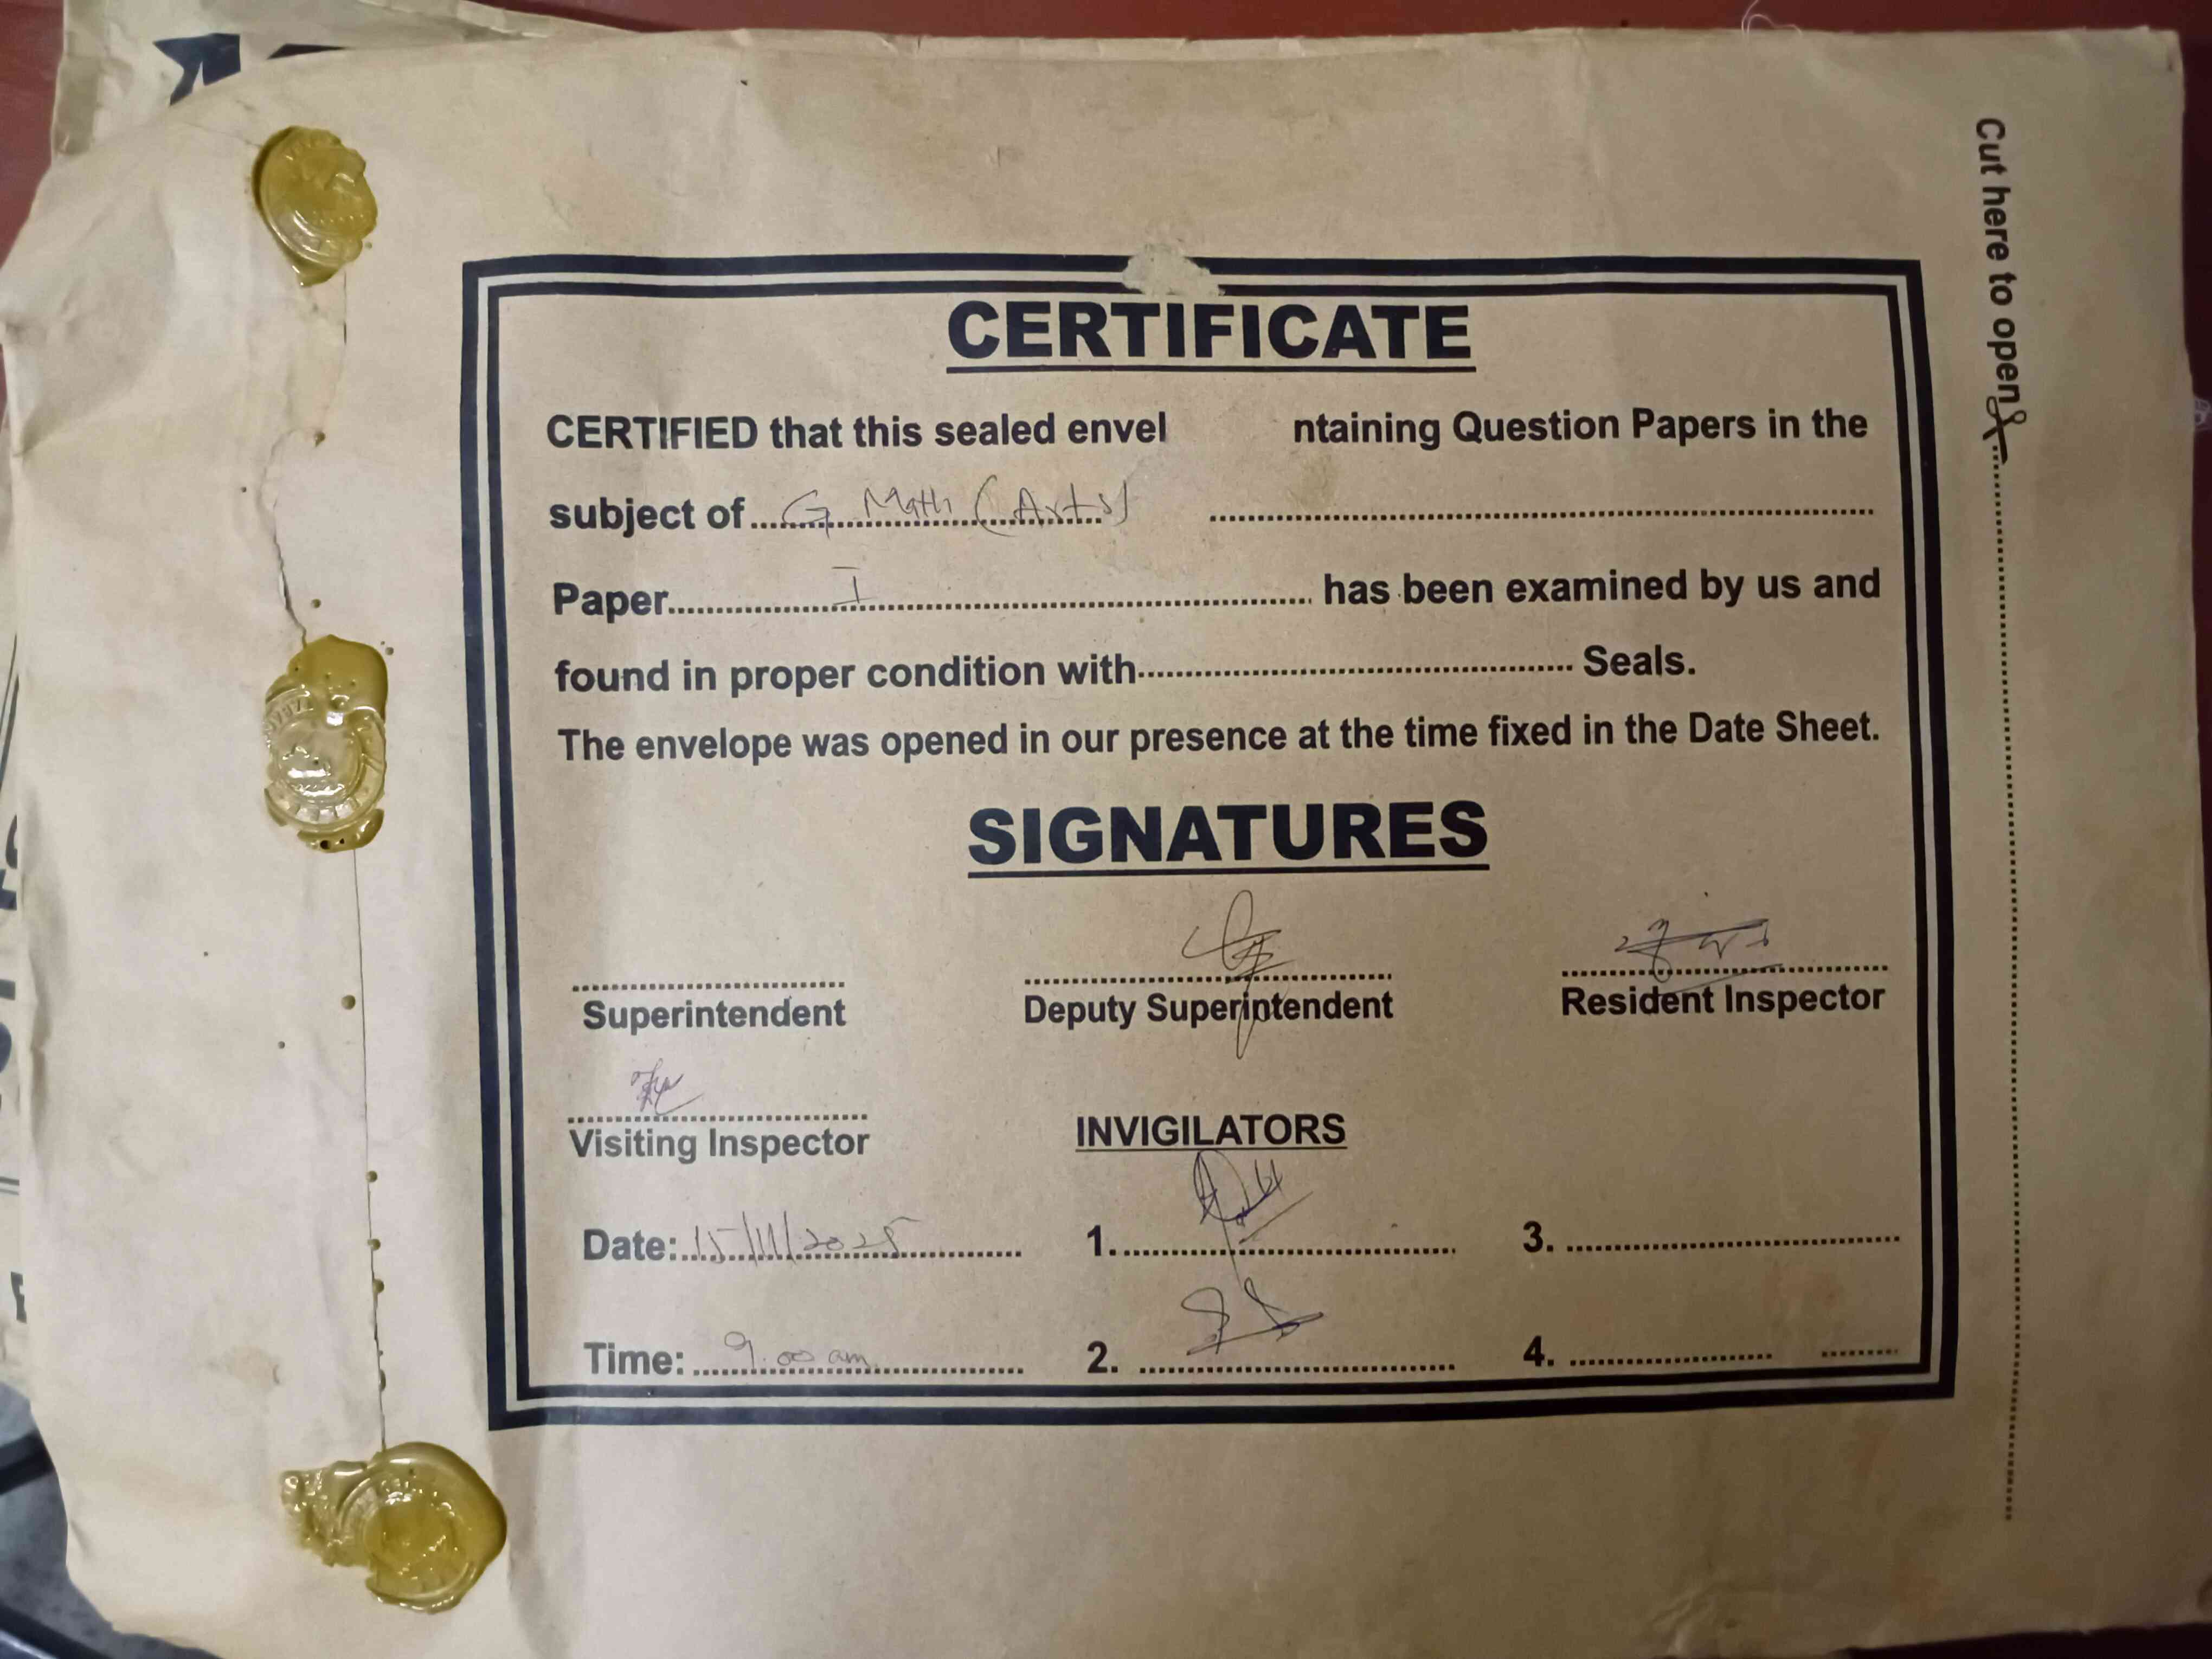 Cut here to open
CERTIFICATE
CERTIFIED that this sealed envel ntaining Question Papers in the
subject of G Math (Arts)
Paper I has been examined by us and
found in proper condition with Seals.
The envelope was opened in our presence at the time fixed in the Date Sheet.
SIGNATURES
Superintendent Deputy Superintendent Resident Inspector
Visiting Inspector INVIGILATORS
Date: 15/11/2025 1. 3.
Time: 9.00 am 2. 4.